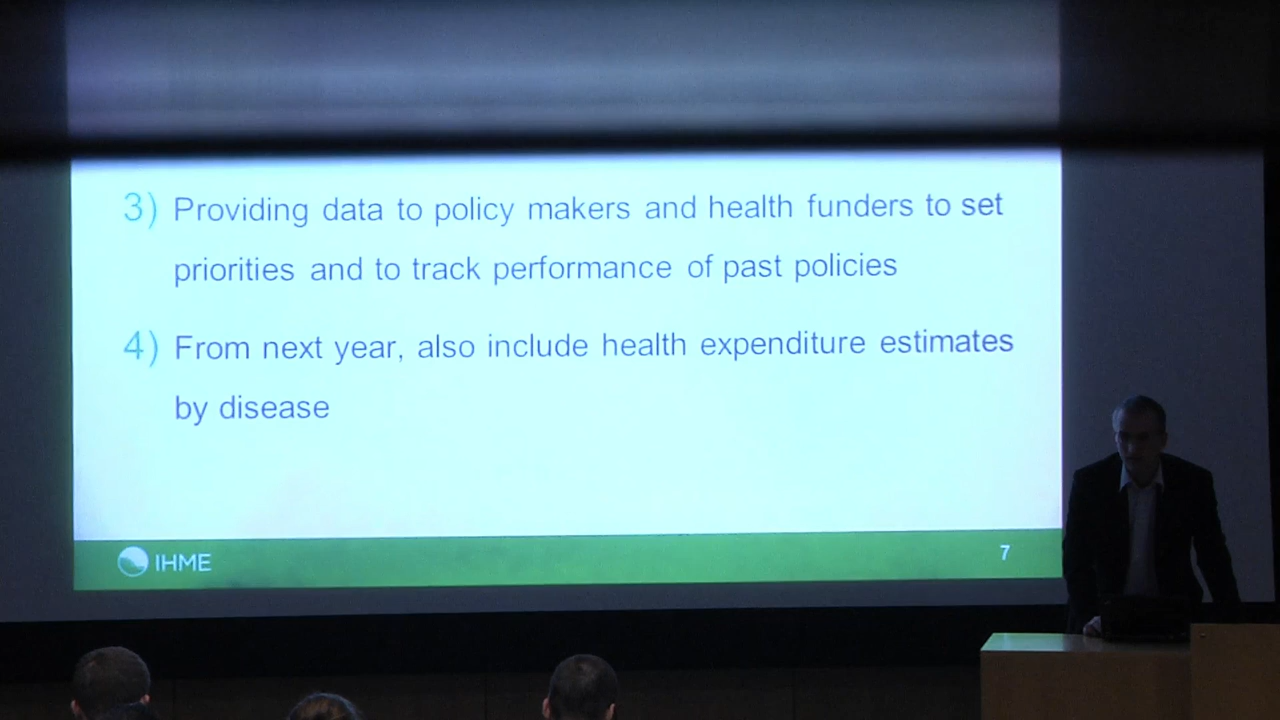 3) Providing data to policy makers and health funders to set
priorities and to track performance of past policies
4) From next year, also include health expenditure estimates
by disease
IHME
7